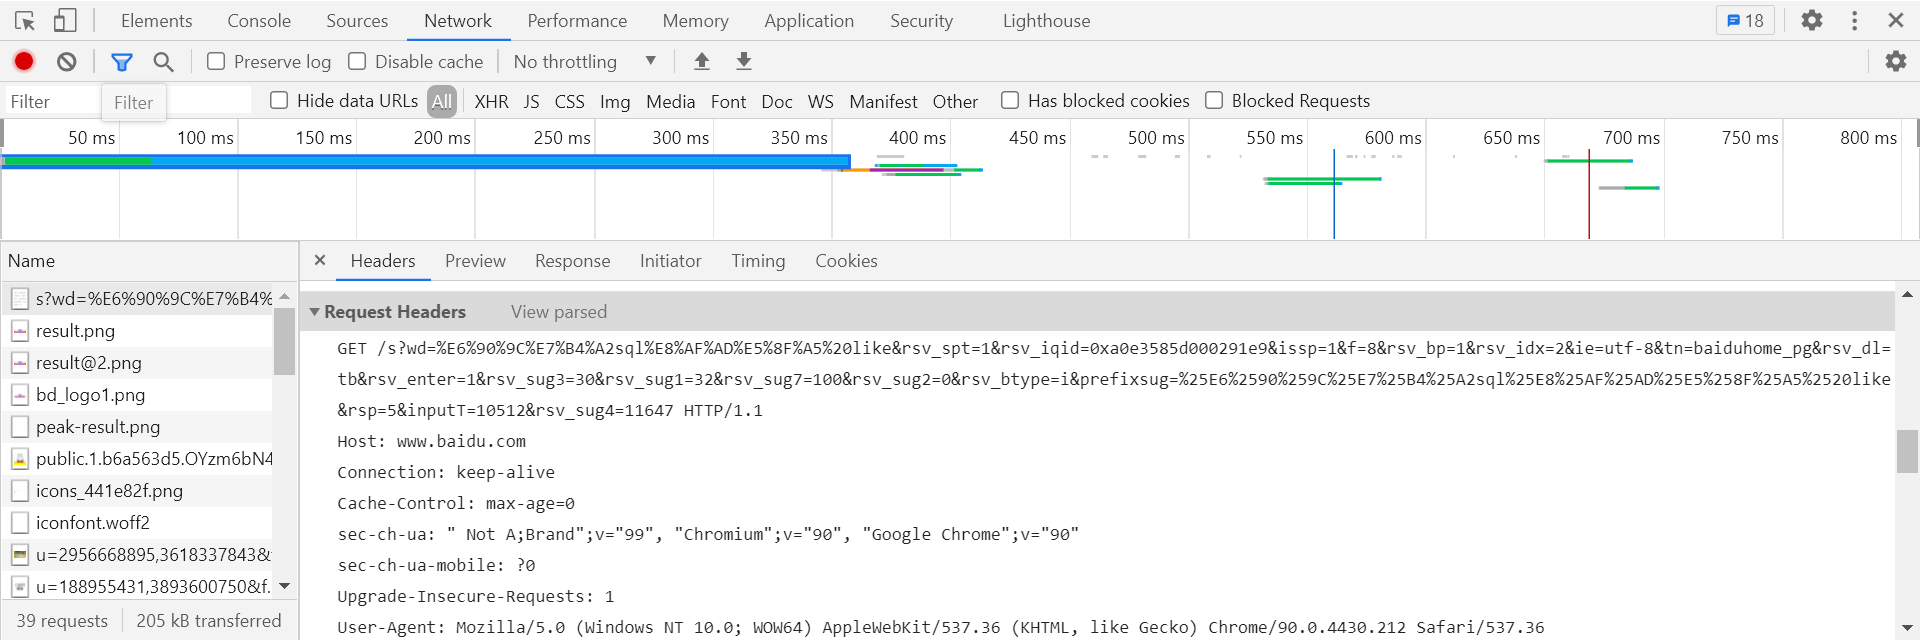 Elements Console Sources Network Performance Memory Application Security Lighthouse 18
Preserve log Disable cache No throttling
Filter Filter Hide data URLs All XHR JS CSS Img Media Font Doc WS Manifest Other Has blocked cookies Blocked Requests
50 ms 100 ms 150 ms 200 ms 250 ms 300 ms 350 ms 400 ms 450 ms 500 ms 550 ms 600 ms 650 ms 700 ms 750 ms 800 ms
Name
s?wd=%E6%90%9C%E7%B4%
result.png
result@2.png
bd_logo1.png
peak-result.png
public.1.b6a563d5.OYzm6bN4
icons_441e82f.png
iconfont.woff2
u=2956668895,3618337843&
u=188955431,3893600750&f.
39 requests 205 kB transferred
Headers Preview Response Initiator Timing Cookies
Request Headers View parsed
GET /s?wd=%E6%90%9C%E7%B4%A2sql%E8%AF%AD%E5%8F%A5%20like&rsv_spt=1&rsv_iqid=0xa0e3585d000291e9&issp=1&f=8&rsv_bp=1&rsv_idx=2&ie=utf-8&tn=baiduhome_pg&rsv_dl=
tb&rsv_enter=1&rsv_sug3=30&rsv_sug1=32&rsv_sug7=100&rsv_sug2=0&rsv_btype=i&prefixsug=%25E6%2590%259C%25E7%25B4%25A2sql%25E8%25AF%25AD%25E5%258F%25A5%2520like
&rsp=5&inputT=10512&rsv_sug4=11647 HTTP/1.1
Host: www.baidu.com
Connection: keep-alive
Cache-Control: max-age=0
sec-ch-ua: " Not A;Brand";v="99", "Chromium";v="90", "Google Chrome";v="90"
sec-ch-ua-mobile: ?0
Upgrade-Insecure-Requests: 1
User-Agent: Mozilla/5.0 (Windows NT 10.0; WOW64) AppleWebKit/537.36 (KHTML, like Gecko) Chrome/90.0.4430.212 Safari/537.36